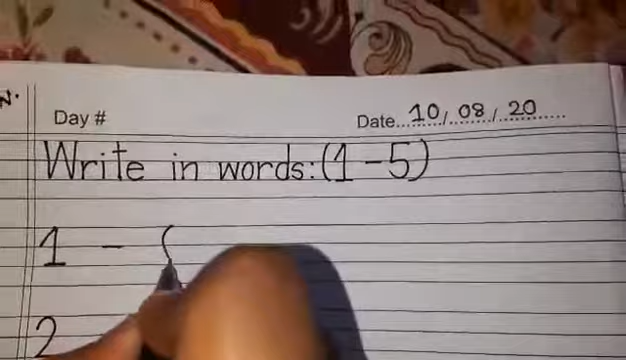 N.
Day # Date...10/08/20
Write in words:(1-5)
1 -
2